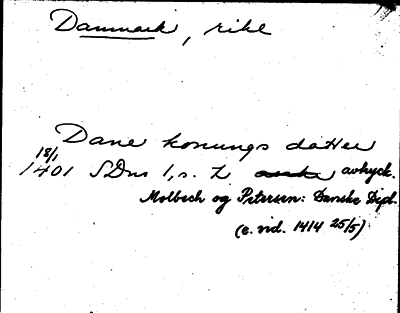 Danmark, rike
Dane konungs datter
18/1
1401 SDns 1, s. 2 avtryck.
Molbech og Petersen: Danske Dipl.
(e. vid. 1414 25/5)